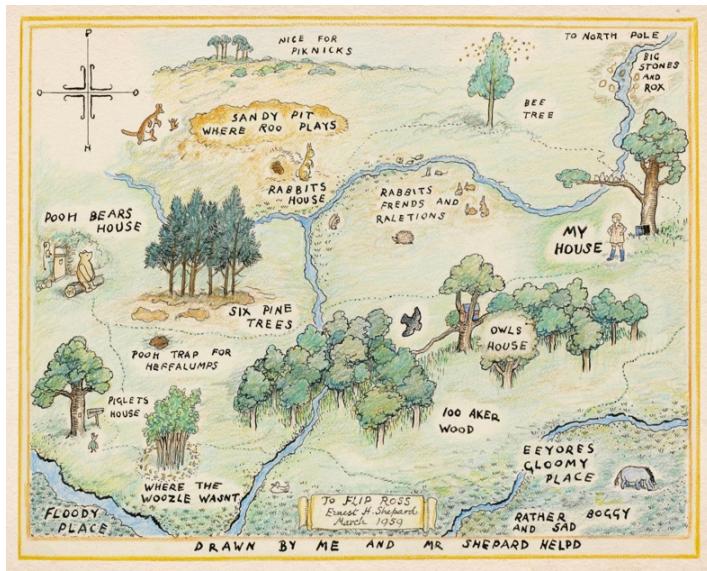 NICE FOR
PIKNICKS
TO NORTH POLE
BIG
STONES
AND
ROX
P
H
BEE
TREE
SANDY PIT
WHERE ROO PLAYS
RABBITS
HOUSE
RABBITS
FRENDS AND
RALETIONS
POOH BEARS
HOUSE
MY
HOUSE
SIX PINE
TREES
POOH TRAP FOR
HEFFALUMPS
OWLS
HOUSE
PIGLETS
HOUSE
100 AKER
WOOD
EEYORES
GLOOMY
PLACE
WHERE THE
WOOZLE WASNT
FLOODY
PLACE
TO FLIP ROSS
Ernest H. Shepard
March 1959
RATHER BOGGY
AND SAD
DRAWN BY ME AND MR SHEPARD HELPD